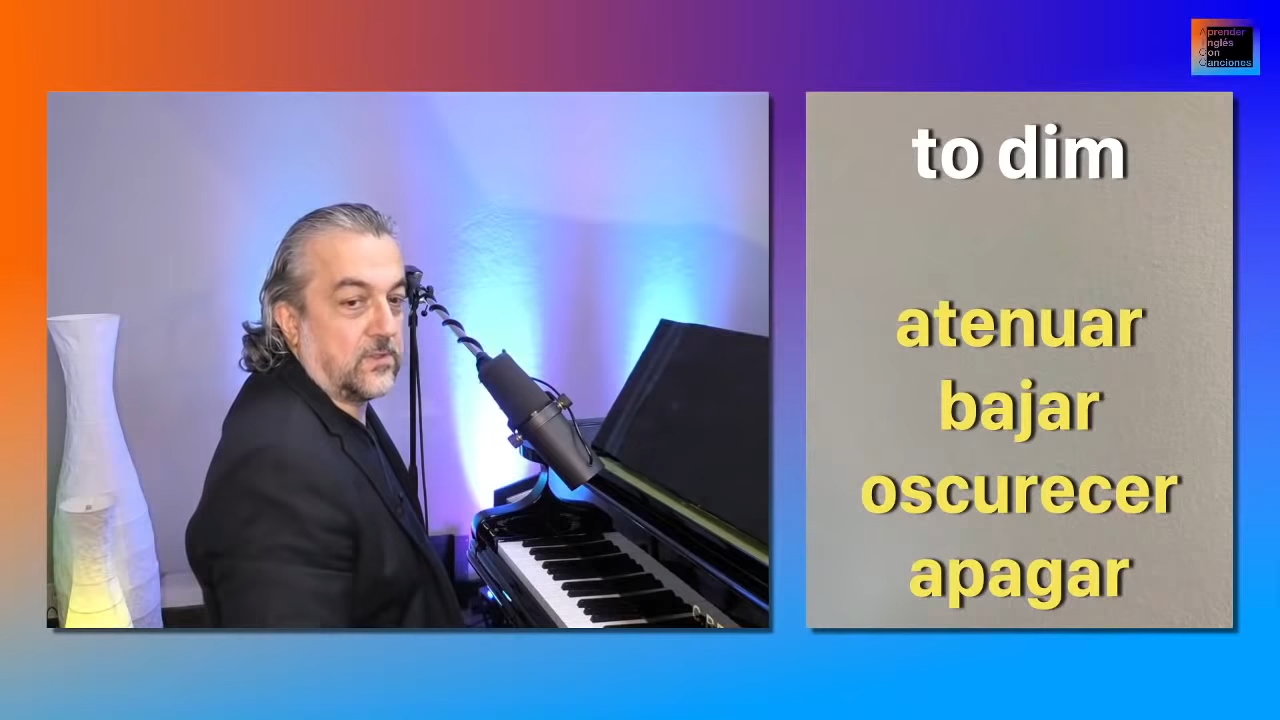 Aprender
Inglés
Con
Canciones
to dim
atenuar
bajar
oscurecer
apagar